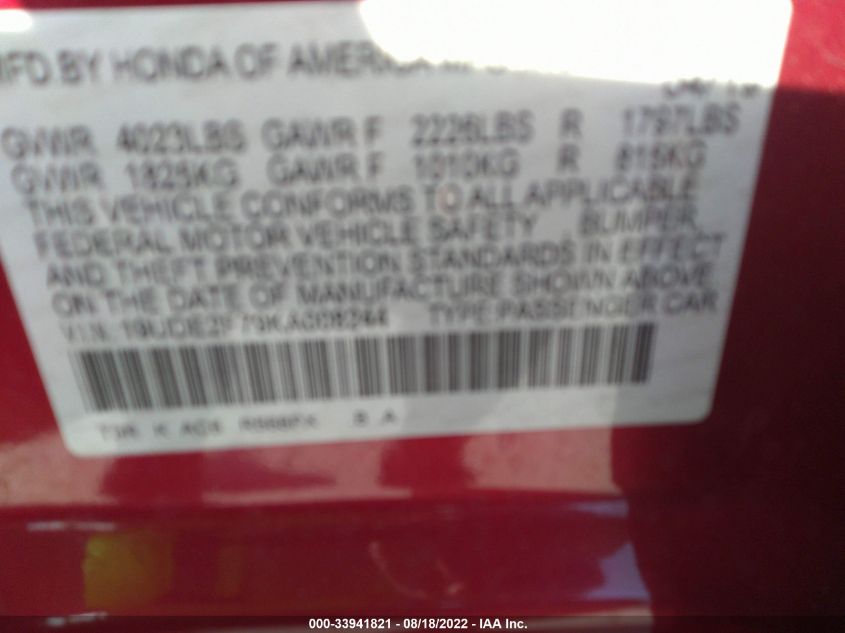 MFD.BY HONDA OF AMERICA
GVWR 4023LBS GAWR F 2226LBS R 1797LBS
GVWR 1825KG GAWR F 1010KG R 815KG
THIS VEHICLE CONFORMS TO ALL APPLICABLE
FEDERAL MOTOR VEHICLE SAFETY BUMPER,
AND THEFT PREVENTION STANDARDS IN EFFECT
ON THE DATE OF MANUFACTURE SHOWN ABOVE.
V.I.N. TYPE:PASSENGER CAR
000-33941821 - 08/18/2022 - IAA Inc.